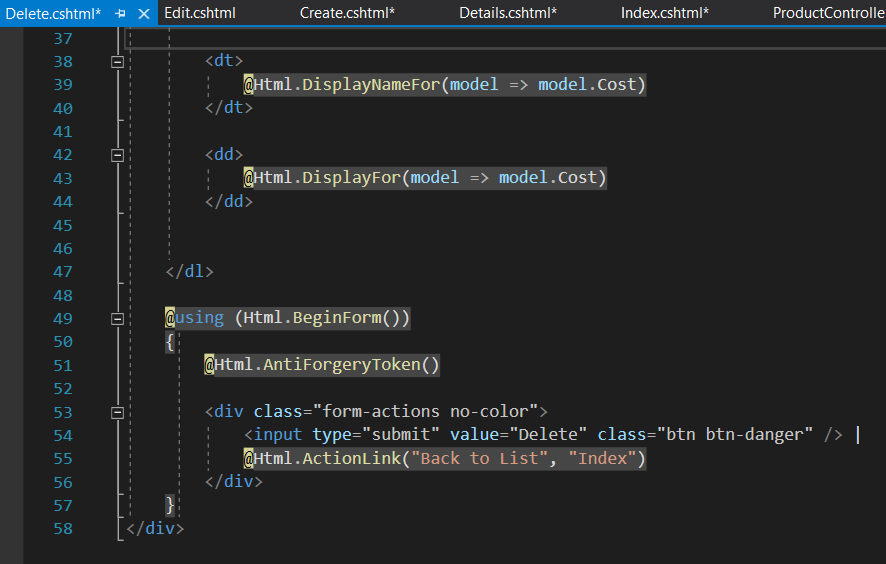 Delete.cshtml* Edit.cshtml Create.cshtml* Details.cshtml* Index.cshtml* ProductControlle
37
38 <dt>
39 @Html.DisplayNameFor(model => model.Cost)
40 </dt>
41
42 <dd>
43 @Html.DisplayFor(model => model.Cost)
44 </dd>
45
46
47 </dl>
48
49 @using (Html.BeginForm())
50 {
51 @Html.AntiForgeryToken()
52
53 <div class="form-actions no-color">
54 <input type="submit" value="Delete" class="btn btn-danger" /> |
55 @Html.ActionLink("Back to List", "Index")
56 </div>
57 }
58 </div>